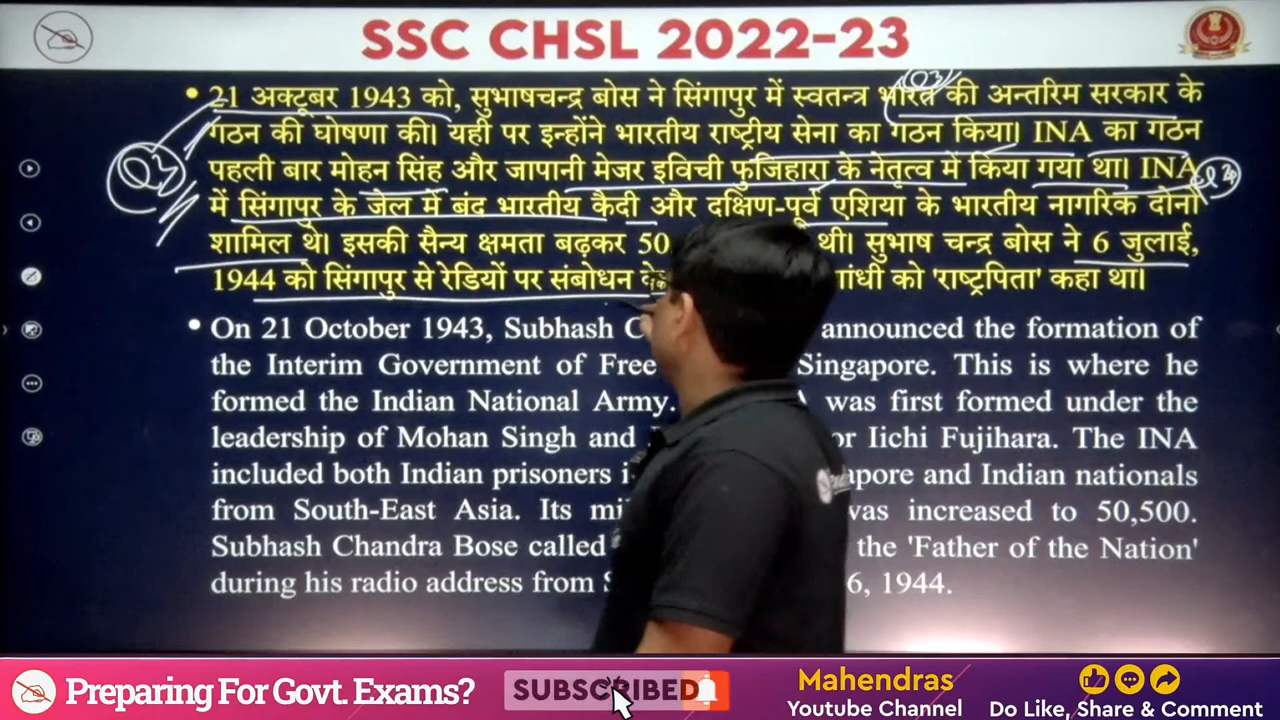 SSC CHSL 2022-23
• 21 अक्टूबर 1943 को, सुभाषचन्द्र बोस ने सिंगापुर में स्वतन्त्र भारत की अन्तरिम सरकार के
गठन की घोषणा की। यही पर इन्होंने भारतीय राष्ट्रीय सेना का गठन किया। INA का गठन
पहली बार मोहन सिंह और जापानी मेजर इविची फुजिहारा के नेतृत्व में किया गया था। INA
में सिंगापुर के जेल में बंद भारतीय कैदी और दक्षिण-पूर्व एशिया के भारतीय नागरिक दोनों
शामिल थे। इसकी सैन्य क्षमता बढ़कर 50 थी। सुभाष चन्द्र बोस ने 6 जुलाई,
1944 को सिंगापुर से रेडियों पर संबोधन गांधी को 'राष्ट्रपिता' कहा था।
• On 21 October 1943, Subhash announced the formation of
the Interim Government of Free Singapore. This is where he
formed the Indian National Army. was first formed under the
leadership of Mohan Singh and Iichi Fujihara. The INA
included both Indian prisoners and Indian nationals
from South-East Asia. Its was increased to 50,500.
Subhash Chandra Bose called the 'Father of the Nation'
during his radio address from 6, 1944.
Preparing For Govt. Exams?
SUBSCRIBED
Mahendras
Youtube Channel
Do Like, Share & Comment